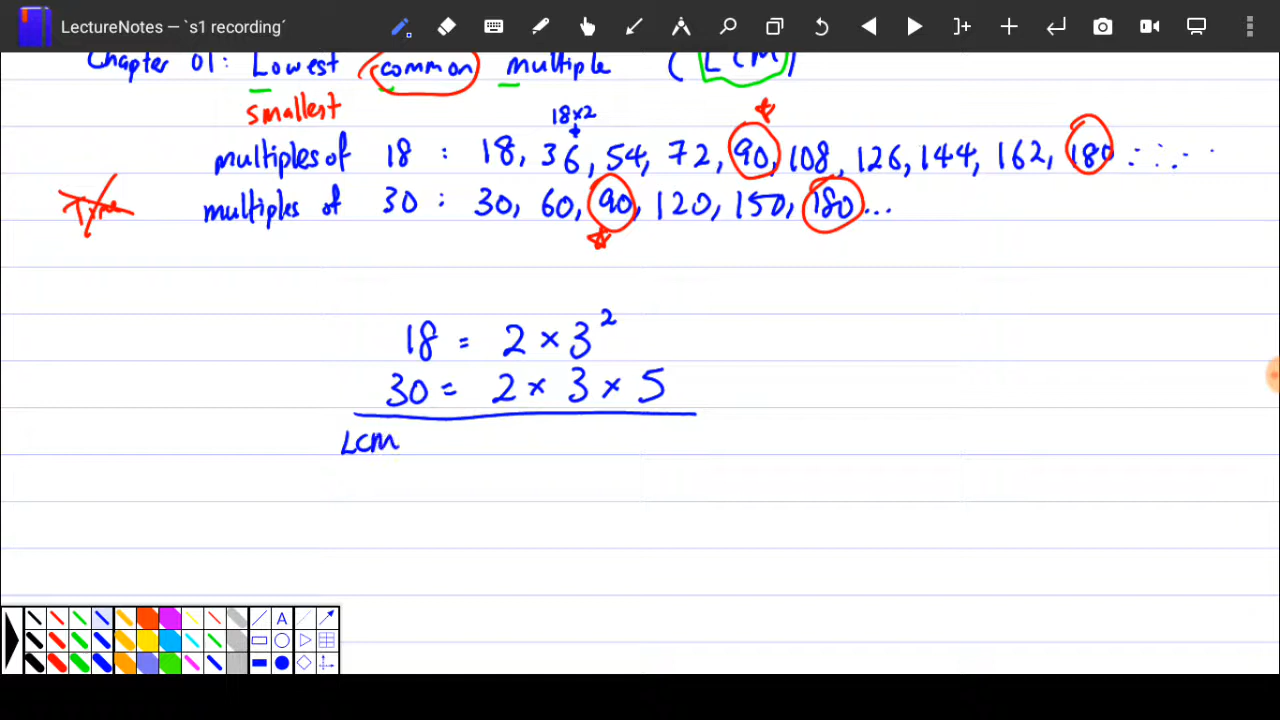 LectureNotes — `s1 recording´
Chapter 01: Lowest common multiple (LCM)
smallest
18×2
multiples of 18 : 18, 36, 54, 72, 90, 108, 126, 144, 162, 180
multiples of 30 : 30, 60, 90, 120, 150, 180 ...
18 = 2 × 3²
30 = 2 × 3 × 5
LCM